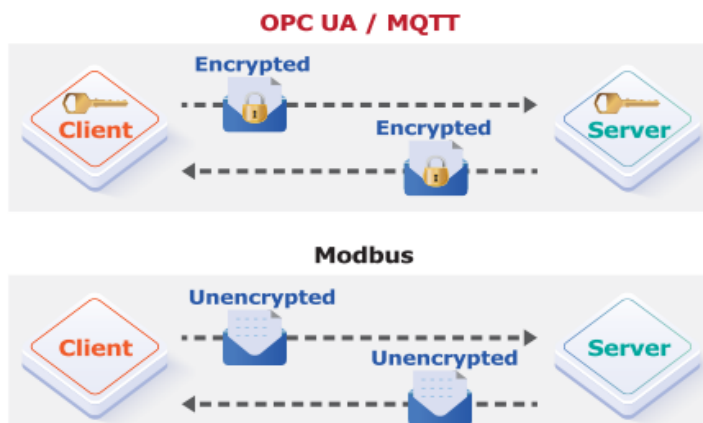 OPC UA / MQTT
Encrypted
Client
Server
Encrypted
Modbus
Unencrypted
Client
Server
Unencrypted